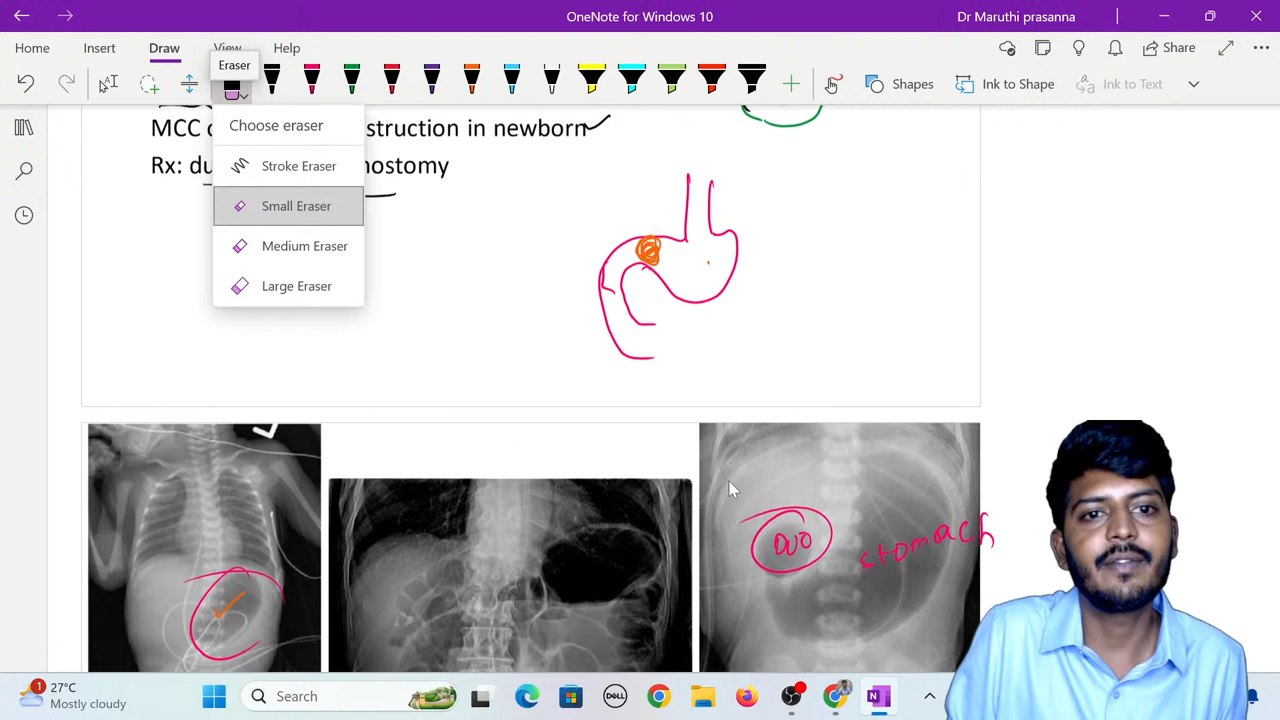 OneNote for Windows 10
Dr Maruthi prasanna
Home
Insert
Draw
View
Help
Eraser
Share
Shapes
Ink to Shape
Ink to Text
Choose eraser
Stroke Eraser
Small Eraser
Medium Eraser
Large Eraser
MCC struction in newborn
Rx: du nostomy
DUO
stomach
1
27°C
Mostly cloudy
Search
DELL